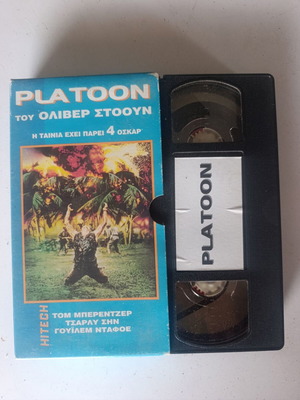 PLATOON
ΤΟΥ ΟΛΙΒΕΡ ΣΤΟΟΥΝ
Η ΤΑΙΝΙΑ ΕΧΕΙ ΠΑΡΕΙ 4 ΟΣΚΑΡ
HITECH
ΤΟΜ ΜΠΕΡΕΝΤΖΕΡ
ΤΣΑΡΛΥ ΣΗΝ
ΓΟΥΙΛΕΜ ΝΤΑΦΟΕ
PLATOON